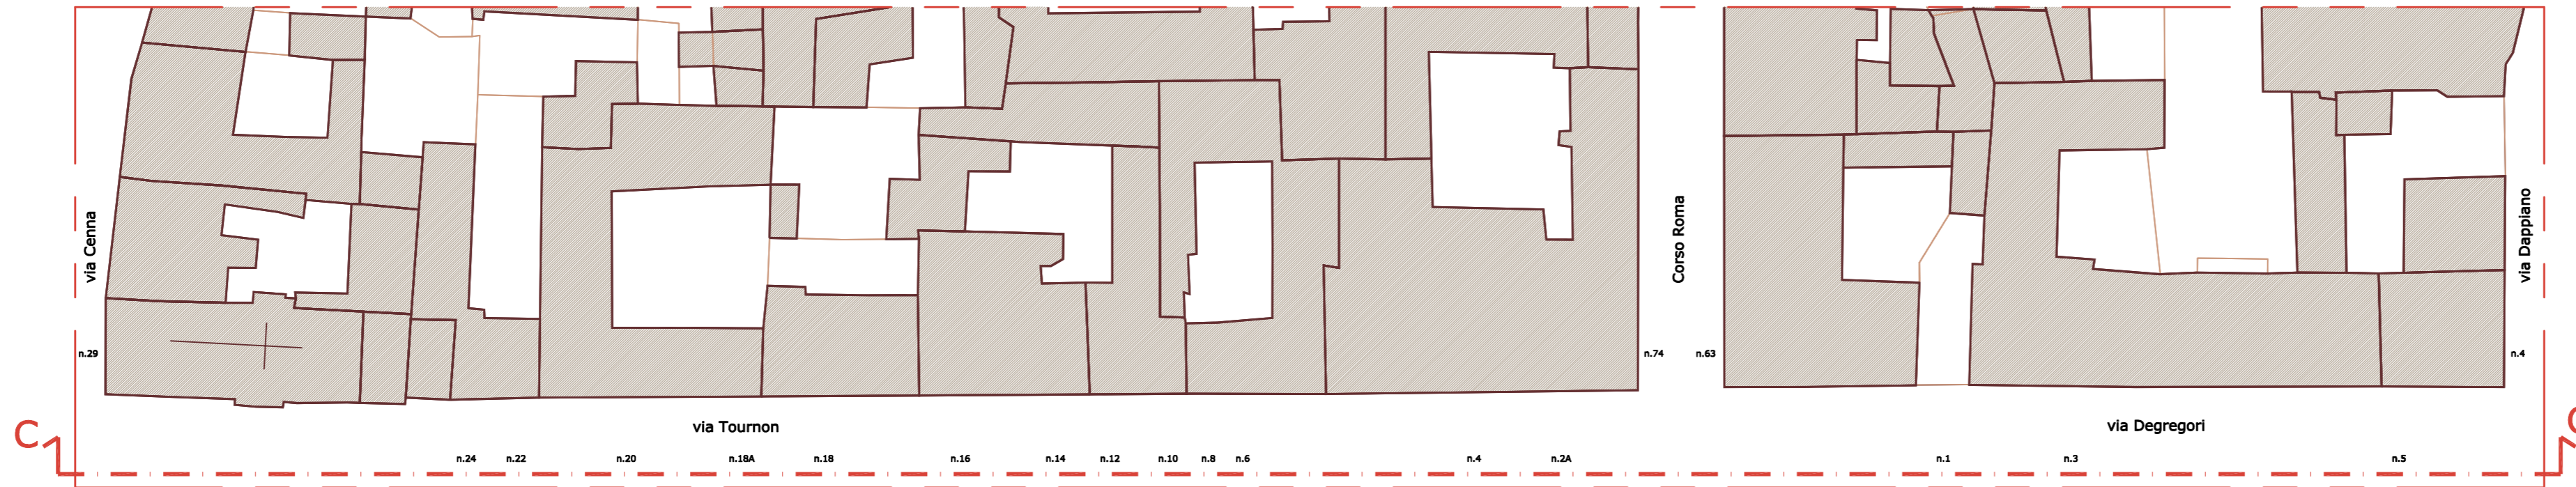 via Cenna
Corso Roma
via Dappiano
n.29
n.74
n.63
n.4
C
via Tournon
via Degregori
n.24
n.22
n.20
n.18A
n.18
n.16
n.14
n.12
n.10
n.8
n.6
n.4
n.2A
n.1
n.3
n.5